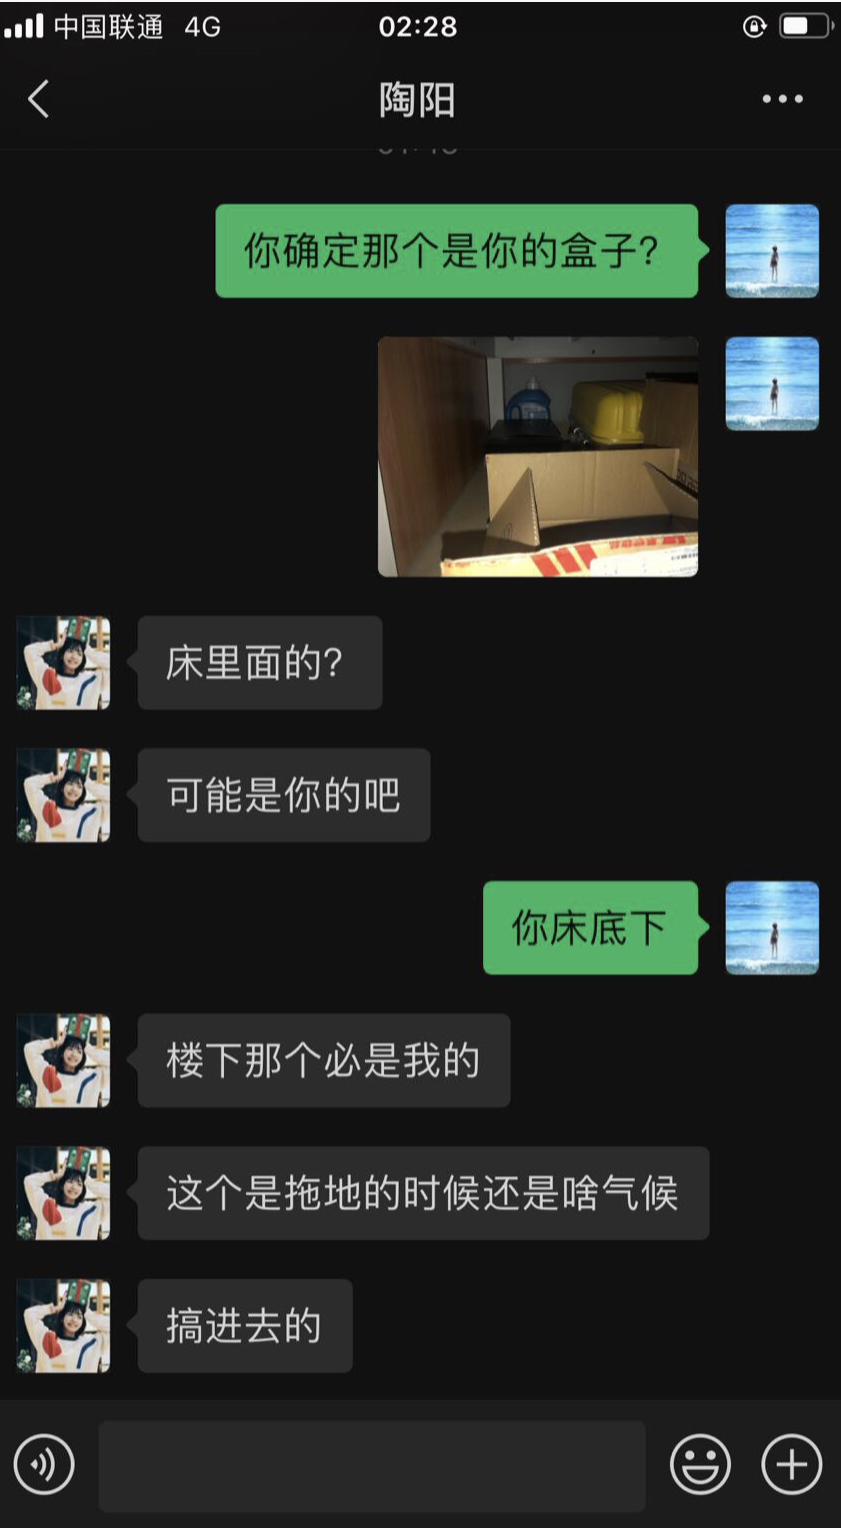 中国联通 4G 02:28
陶阳
你确定那个是你的盒子?
床里面的?
可能是你的吧
你床底下
楼下那个必是我的
这个是拖地的时候还是啥气候
搞进去的